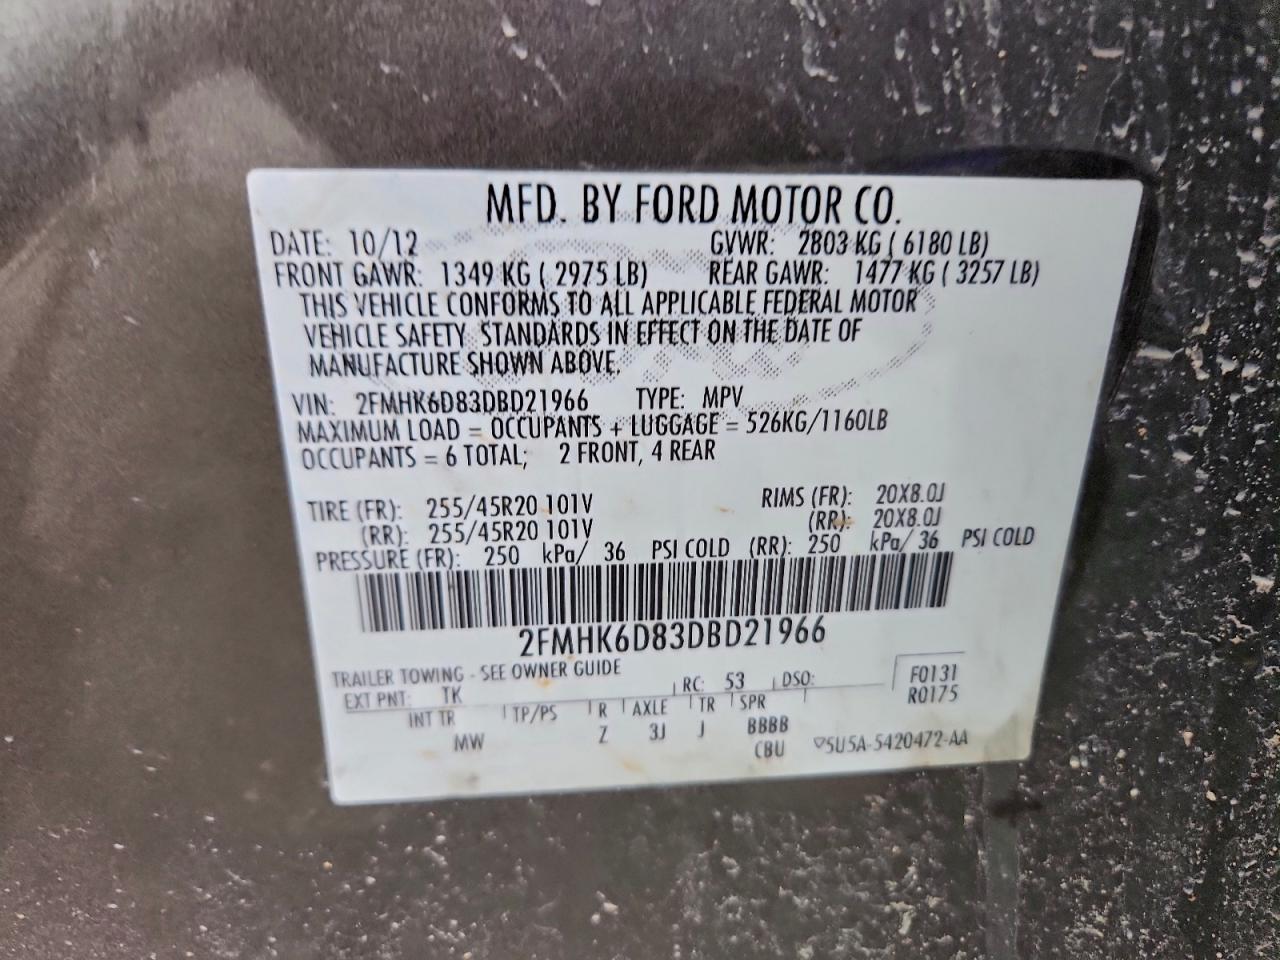 MFD. BY FORD MOTOR CO.
DATE: 10/12 GVWR: 2803 KG ( 6180 LB)
FRONT GAWR: 1349 KG ( 2975 LB) REAR GAWR: 1477 KG ( 3257 LB)
THIS VEHICLE CONFORMS TO ALL APPLICABLE FEDERAL MOTOR
VEHICLE SAFETY STANDARDS IN EFFECT ON THE DATE OF
MANUFACTURE SHOWN ABOVE.
VIN: 2FMHK6D83DBD21966 TYPE: MPV
MAXIMUM LOAD = OCCUPANTS + LUGGAGE = 526KG/1160LB
OCCUPANTS = 6 TOTAL; 2 FRONT, 4 REAR
TIRE (FR): 255/45R20 101V RIMS (FR): 20X8.0J
(RR): 255/45R20 101V (RR): 20X8.0J
PRESSURE (FR): 250 kPa/ 36 PSI COLD (RR): 250 kPa/ 36 PSI COLD
2FMHK6D83DBD21966
TRAILER TOWING - SEE OWNER GUIDE
EXT PNT: TK RC: 53 DSO: F0131
R0175
INT TR TP/PS R AXLE TR SPR
MW Z 3J J BBBB
CBU 5U5A-5420472-AA